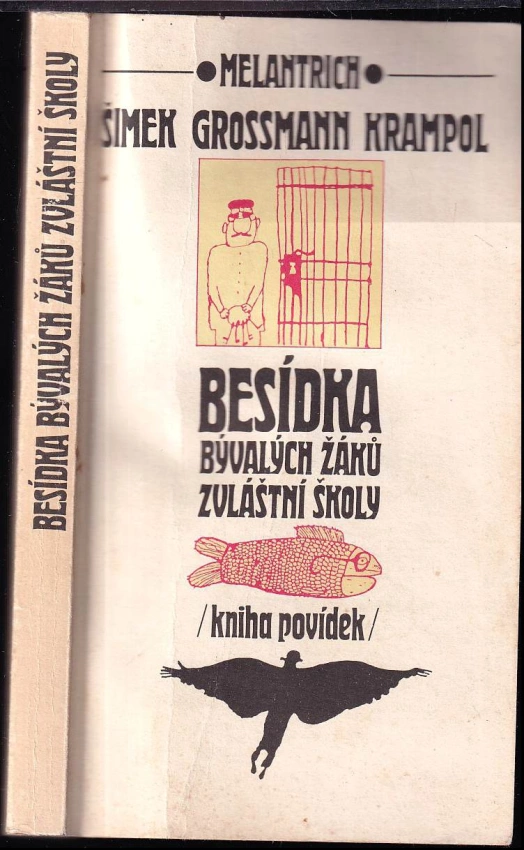 BESÍDKA BÝVALÝCH ŽÁKŮ ZVLÁŠTNÍ ŠKOLY
MELANTRICH
ŠIMEK GROSSMANN KRAMPOL
BESÍDKA
BÝVALÝCH ŽÁKŮ
ZVLÁŠTNÍ ŠKOLY
/kniha povídek/